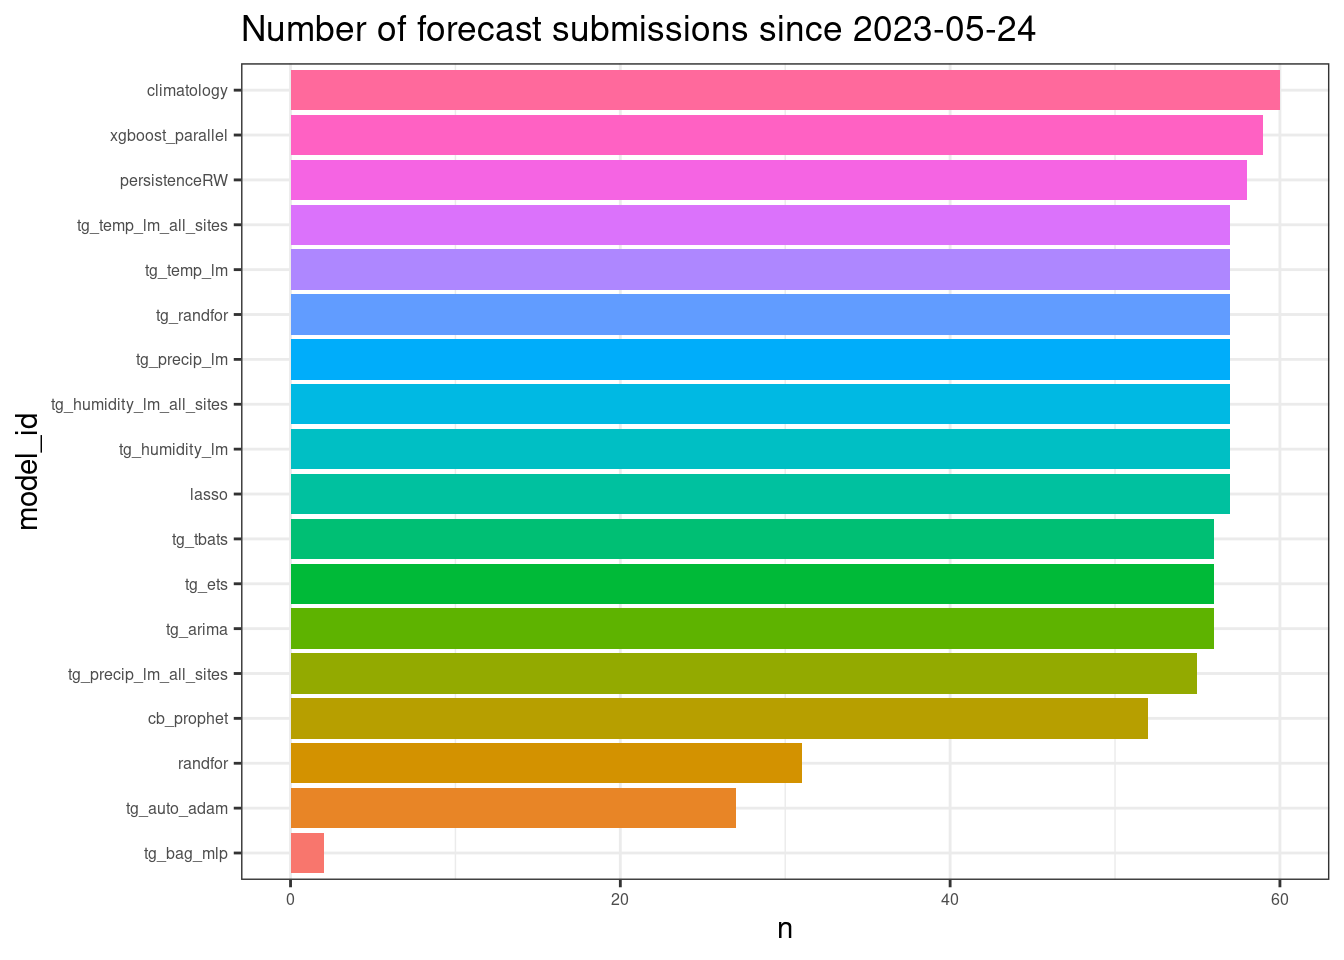 Number of forecast submissions since 2023-05-24
model_id
climatology
xgboost_parallel
persistenceRW
tg_temp_lm_all_sites
tg_temp_lm
tg_randfor
tg_precip_lm
tg_humidity_lm_all_sites
tg_humidity_lm
lasso
tg_tbats
tg_ets
tg_arima
tg_precip_lm_all_sites
cb_prophet
randfor
tg_auto_adam
tg_bag_mlp
0 20 40 60
n